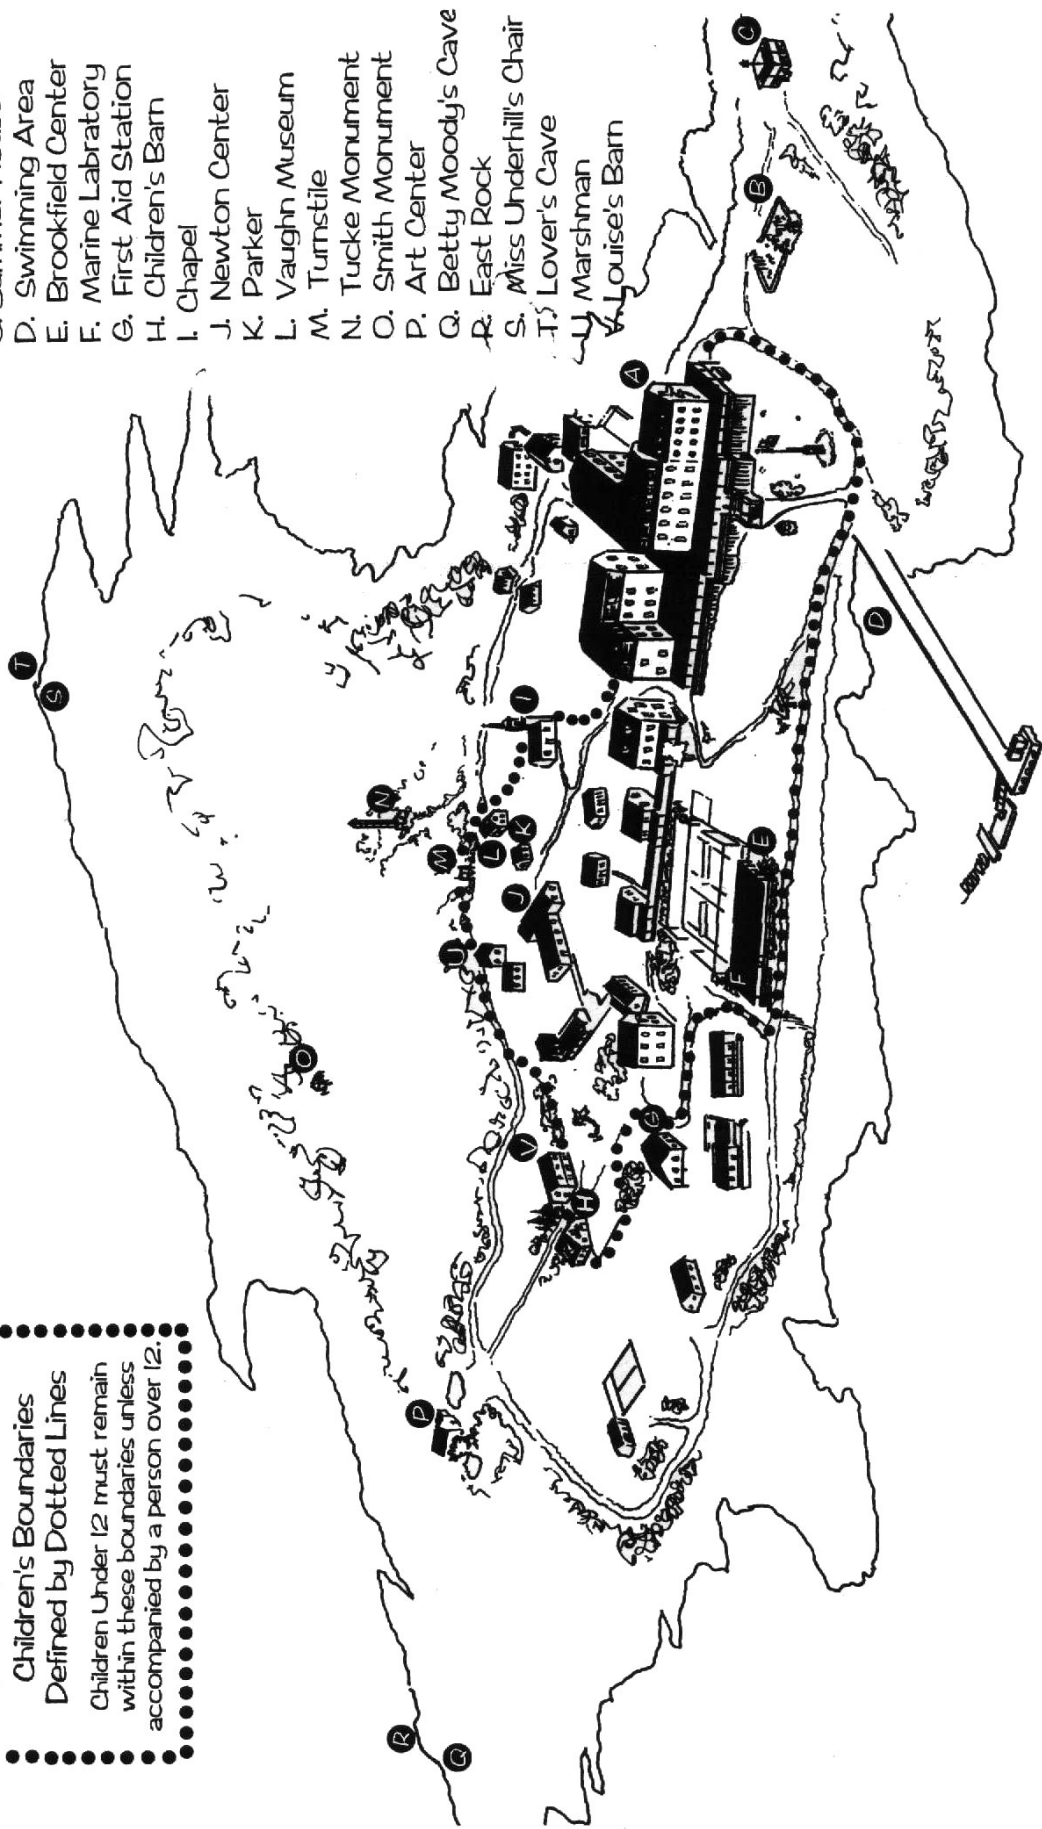 Children's Boundaries
Defined by Dotted Lines
Children Under 12 must remain
within these boundaries unless
accompanied by a person over 12.
D. Swimming Area
E. Brookfield Center
F. Marine Labratory
G. First Aid Station
H. Children's Barn
I. Chapel
J. Newton Center
K. Parker
L. Vaughn Museum
M. Turnstile
N. Tucke Monument
O. Smith Monument
P. Art Center
Q. Betty Moody's Cave
R. East Rock
S. Miss Underhill's Chair
T. Lover's Cave
U. Marshman
V. Louise's Barn
T
S
R
Q
P
O
N
M
L
K
J
I
U
V
H
G
F
E
D
A
B
C